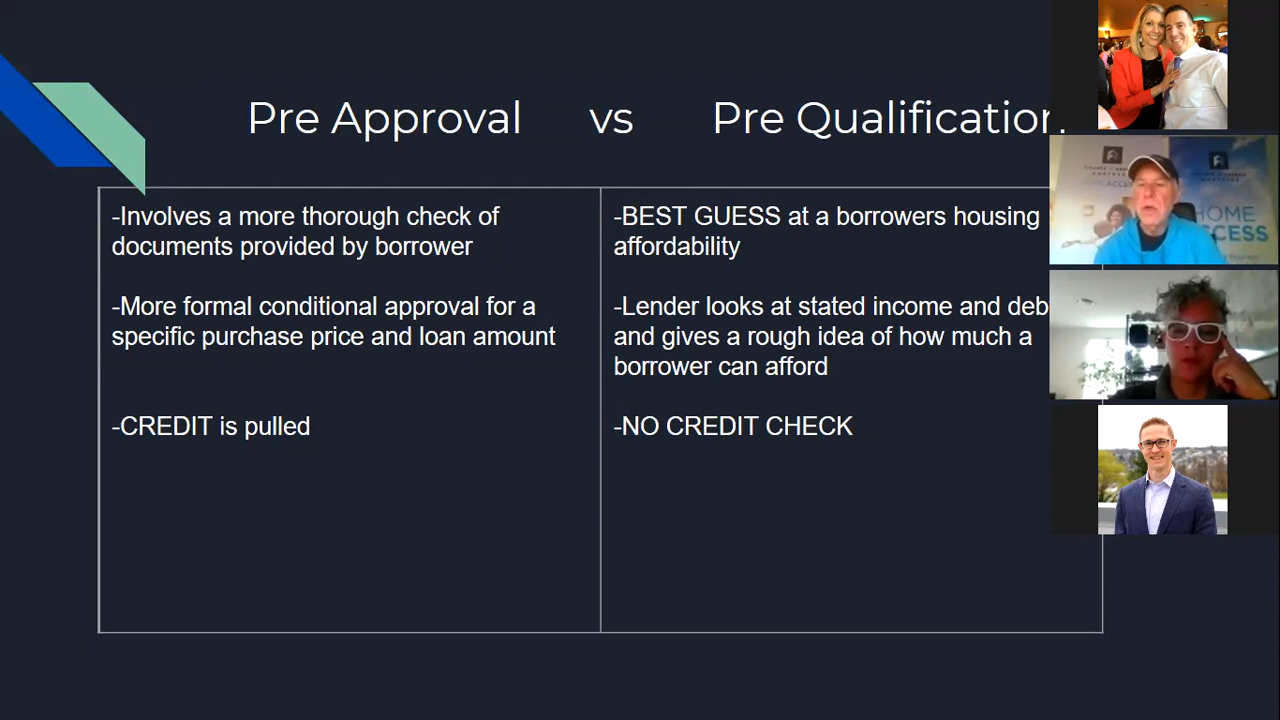 Pre Approval vs Pre Qualification
-Involves a more thorough check of
documents provided by borrower
-More formal conditional approval for a
specific purchase price and loan amount
-CREDIT is pulled
-BEST GUESS at a borrowers housing
affordability
-Lender looks at stated income and deb
and gives a rough idea of how much a
borrower can afford
-NO CREDIT CHECK
HOME